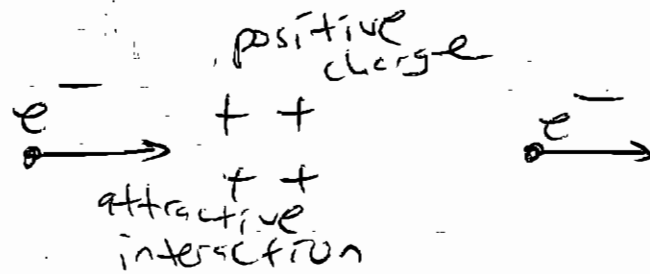 positive
charge
e⁻ + + e⁻
+ +
attractive
interaction